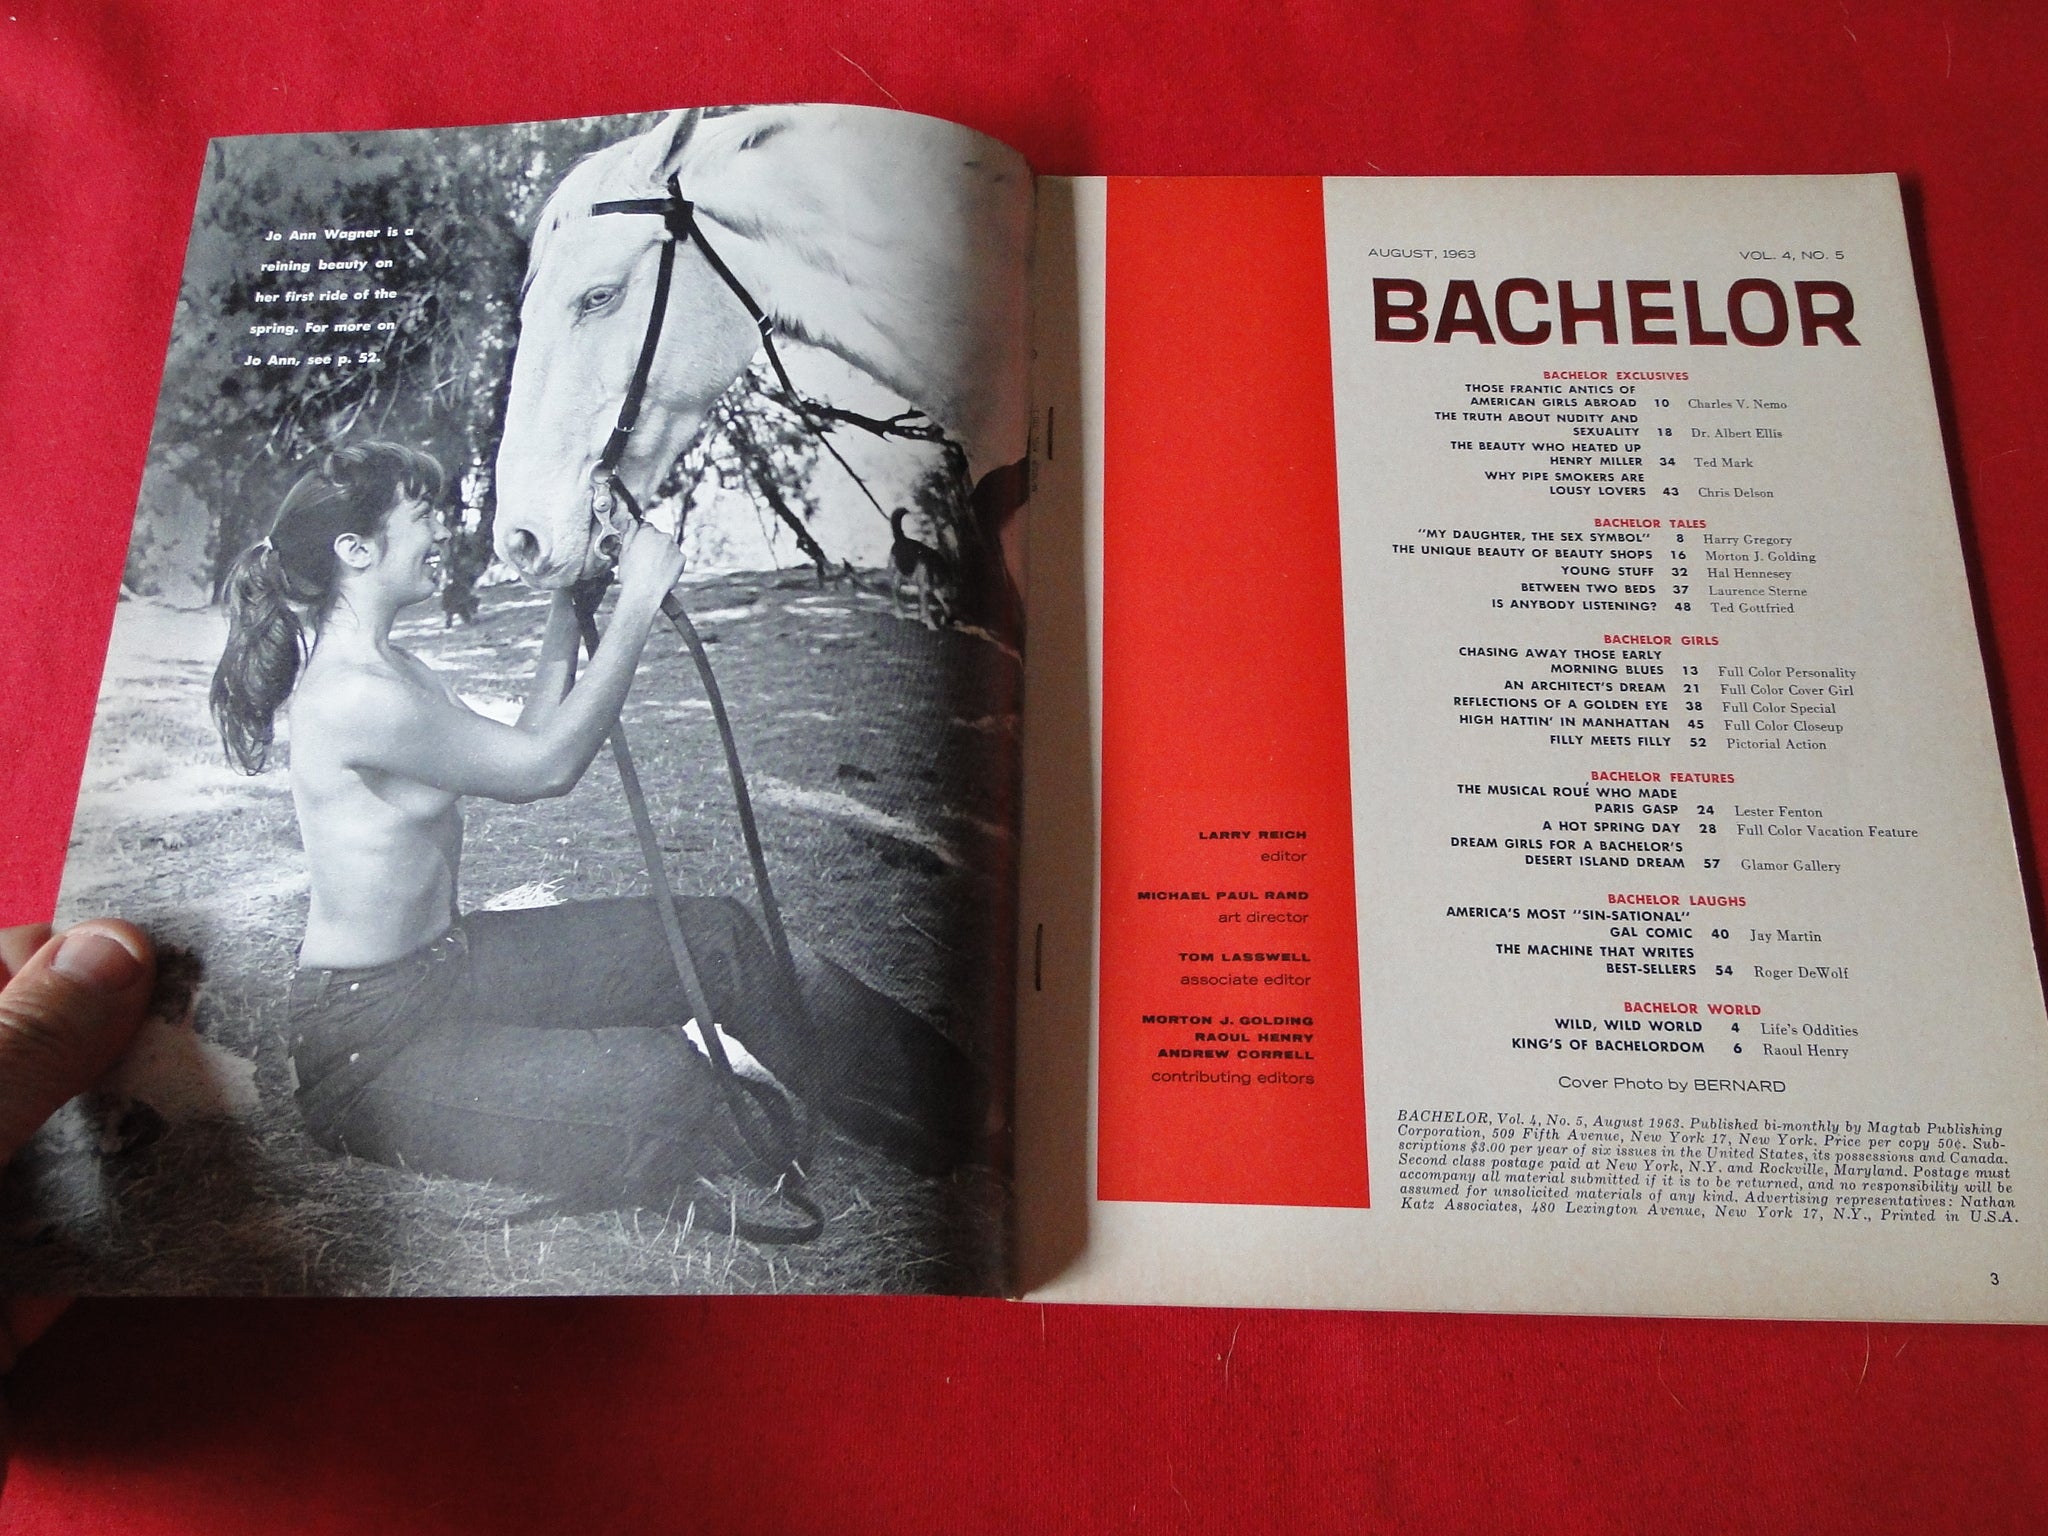 Jo Ann Wagner is a
reining beauty on
her first ride of the
spring. For more on
Jo Ann, see p. 52.
LARRY REICH
editor
MICHAEL PAUL RAND
art director
TOM LASSWELL
associate editor
MORTON J. GOLDING
RAOUL HENRY
ANDREW CORRELL
contributing editors
AUGUST, 1963 VOL. 4, NO. 5
BACHELOR
BACHELOR EXCLUSIVES
THOSE FRANTIC ANTICS OF
AMERICAN GIRLS ABROAD 10 Charles V. Nemo
THE TRUTH ABOUT NUDITY AND
SEXUALITY 18 Dr. Albert Ellis
THE BEAUTY WHO HEATED UP
HENRY MILLER 34 Ted Mark
WHY PIPE SMOKERS ARE
LOUSY LOVERS 43 Chris Delson
BACHELOR TALES
"MY DAUGHTER, THE SEX SYMBOL" 8 Harry Gregory
THE UNIQUE BEAUTY OF BEAUTY SHOPS 16 Morton J. Golding
YOUNG STUFF 32 Hal Hennesey
BETWEEN TWO BEDS 37 Laurence Sterne
IS ANYBODY LISTENING? 48 Ted Gottfried
BACHELOR GIRLS
CHASING AWAY THOSE EARLY
MORNING BLUES 13 Full Color Personality
AN ARCHITECT'S DREAM 21 Full Color Cover Girl
REFLECTIONS OF A GOLDEN EYE 38 Full Color Special
HIGH HATTIN' IN MANHATTAN 45 Full Color Closeup
FILLY MEETS FILLY 52 Pictorial Action
BACHELOR FEATURES
THE MUSICAL ROUÉ WHO MADE
PARIS GASP 24 Lester Fenton
A HOT SPRING DAY 28 Full Color Vacation Feature
DREAM GIRLS FOR A BACHELOR'S
DESERT ISLAND DREAM 57 Glamor Gallery
BACHELOR LAUGHS
AMERICA'S MOST "SIN-SATIONAL"
GAL COMIC 40 Jay Martin
THE MACHINE THAT WRITES
BEST-SELLERS 54 Roger DeWolf
BACHELOR WORLD
WILD, WILD WORLD 4 Life's Oddities
KING'S OF BACHELORDOM 6 Raoul Henry
Cover Photo by BERNARD
BACHELOR, Vol. 4, No. 5, August 1963. Published bi-monthly by Magtab Publishing
Corporation, 509 Fifth Avenue, New York 17, New York. Price per copy 50¢. Sub-
scriptions $3.00 per year of six issues in the United States, its possessions and Canada.
Second class postage paid at New York, N.Y. and Rockville, Maryland. Postage must
accompany all material submitted if it is to be returned, and no responsibility will be
assumed for unsolicited materials of any kind. Advertising representatives: Nathan
Katz Associates, 480 Lexington Avenue, New York 17, N.Y., Printed in U.S.A.
3